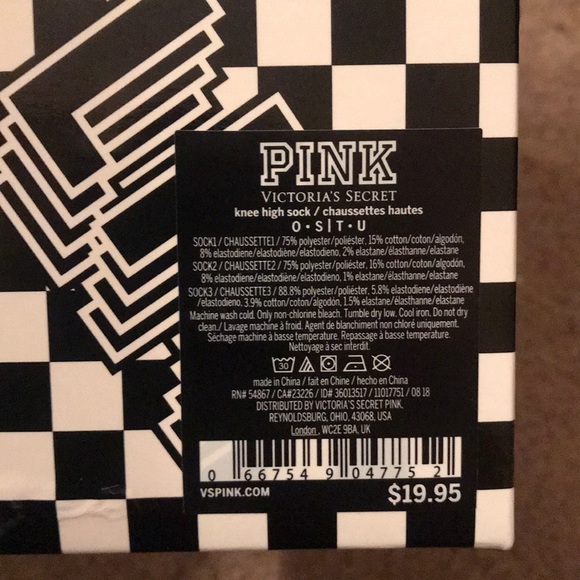 PINK
VICTORIA'S SECRET
knee high sock / chaussettes hautes
O•S|T•U
SOCK1 / CHAUSSETTE1 / 75% polyester/poliéster, 15% cotton/coton/algodón,
8% elastodiene/elastodiène/elastodieno, 2% elastane/élasthanne/elastane
SOCK2 / CHAUSSETTE2 / 75% polyester/poliéster, 16% cotton/coton/algodón,
8% elastodiene/elastodiène/elastodieno, 1% elastane/élasthanne/elastane
SOCK3 / CHAUSSETTE3 / 88.8% polyester/poliéster, 5.8% elastodiene/elastodiène
/elastodieno, 3.9% cotton/coton/algodón, 1.5% elastane/élasthanne/elastane
Machine wash cold. Only non-chlorine bleach. Tumble dry low. Cool iron. Do not dry
clean./ Lavage machine à froid. Agent de blanchiment non chloré uniquement.
Séchage machine à basse température. Repassage à basse température.
Nettoyage à sec interdit.
30
made in China / fait en Chine / hecho en China
RN# 54867 / CA#23226 / ID# 36013517 / 11017751 / 08 18
DISTRIBUTED BY VICTORIA'S SECRET PINK,
REYNOLDSBURG, OHIO, 43068, USA
London , WC2E 9BA, UK
0 66754 90477 5 2
VSPINK.COM
$19.95